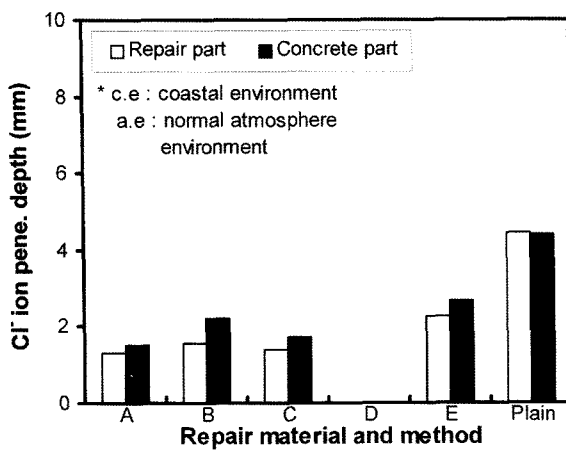 10
8
6
4
2
0
Cl⁻ ion pene. depth (mm)
Repair part Concrete part
* c.e : coastal environment
a.e : normal atmosphere
environment
A B C D E Plain
Repair material and method